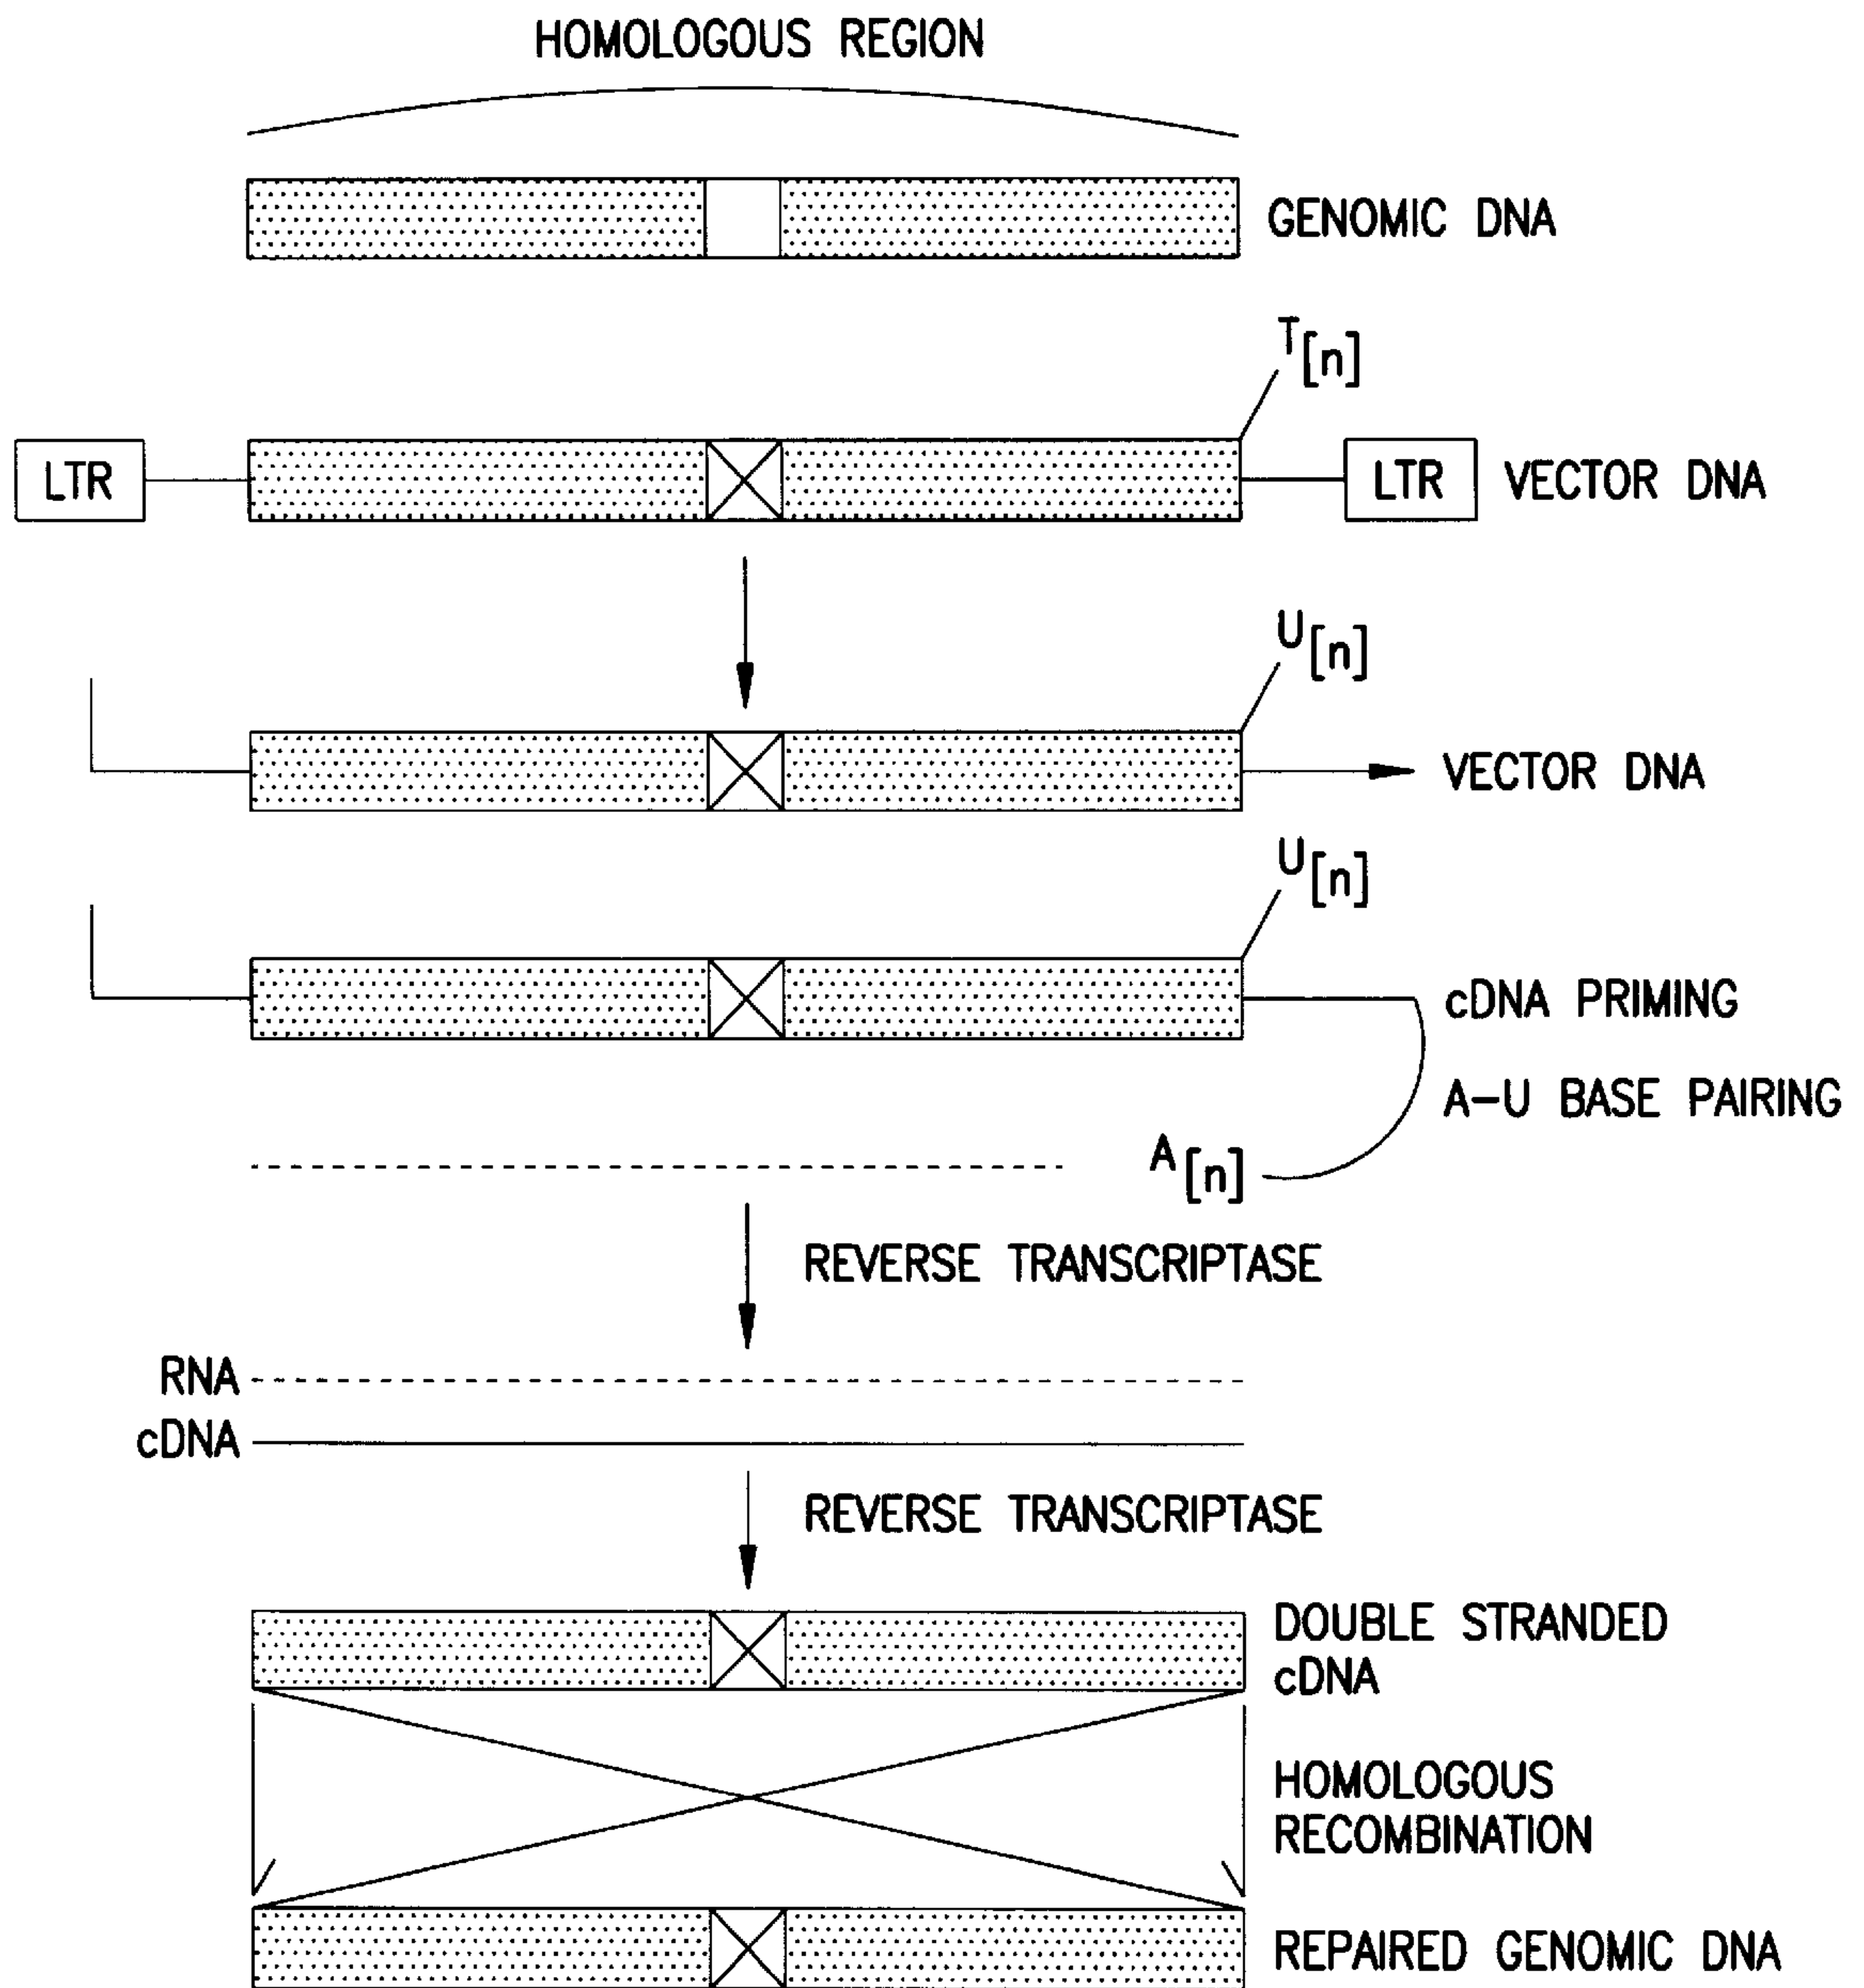 HOMOLOGOUS REGION
GENOMIC DNA
T[n]
LTR
LTR
VECTOR DNA
U[n]
VECTOR DNA
U[n]
cDNA PRIMING
A-U BASE PAIRING
A[n]
REVERSE TRANSCRIPTASE
RNA
cDNA
REVERSE TRANSCRIPTASE
DOUBLE STRANDED
cDNA
HOMOLOGOUS
RECOMBINATION
REPAIRED GENOMIC DNA